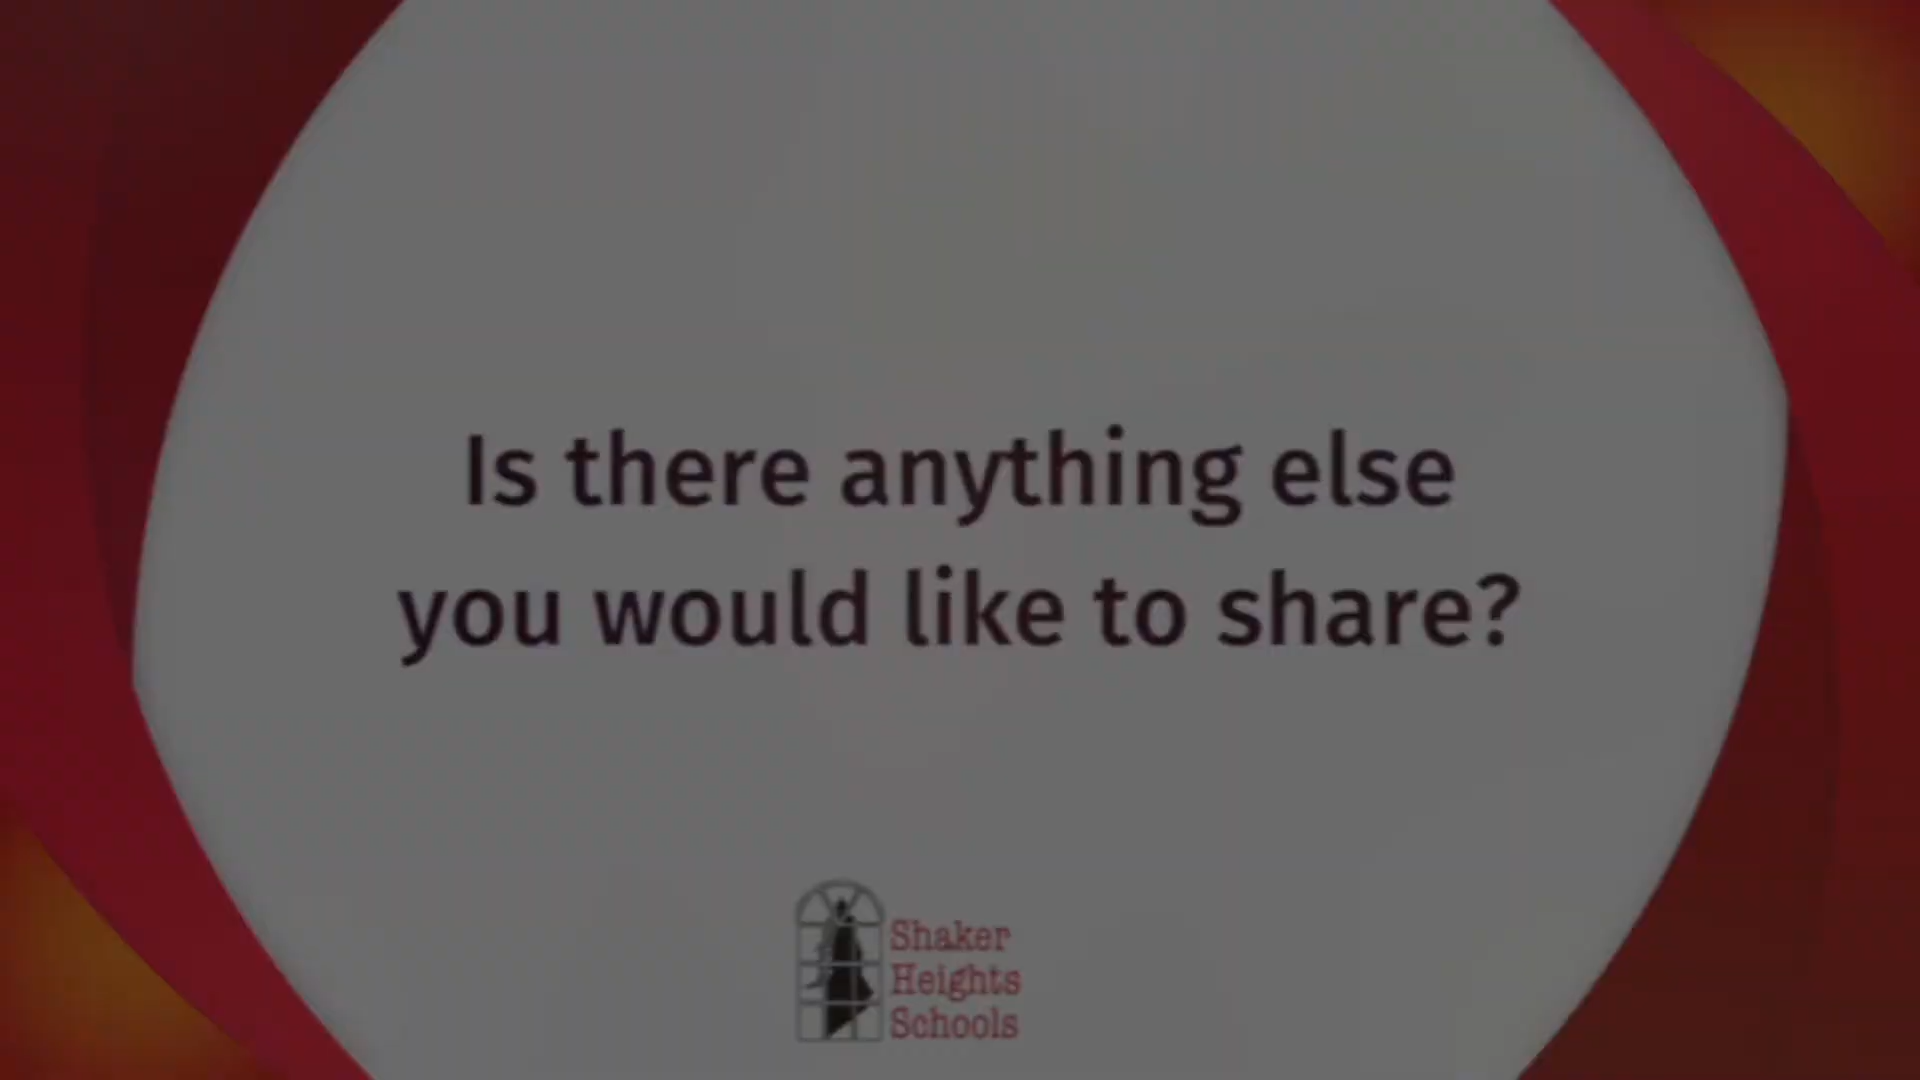 Is there anything else
you would like to share?
Shaker
Heights
Schools